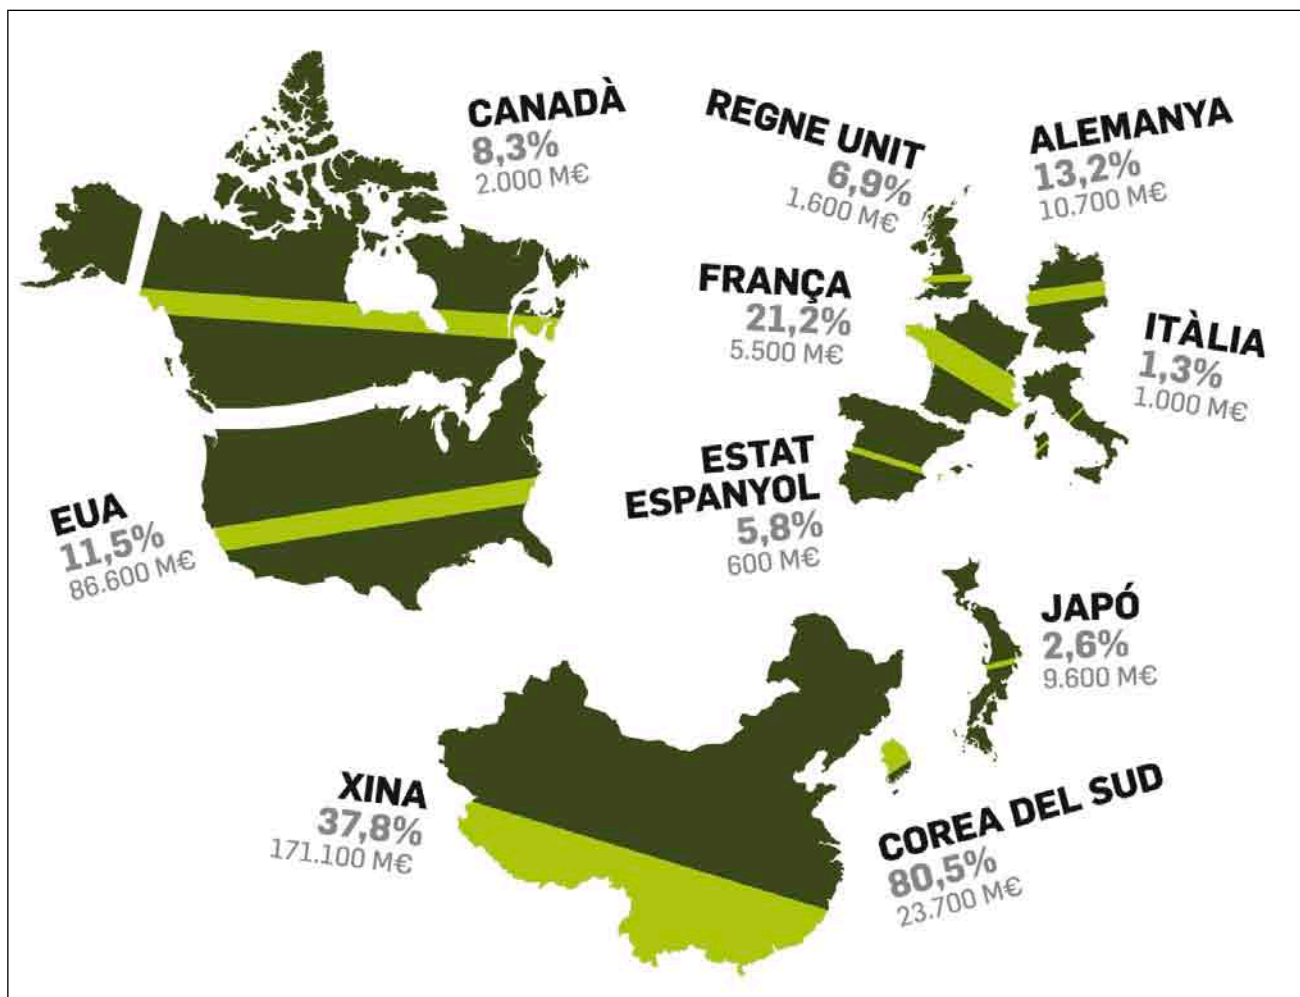 CANADÀ
8,3%
2.000 M€
REGNE UNIT
6,9%
1.600 M€
ALEMANYA
13,2%
10.700 M€
FRANÇA
21,2%
5.500 M€
ITÀLIA
1,3%
1.000 M€
ESTAT
ESPANYOL
5,8%
600 M€
EUA
11,5%
86.600 M€
JAPÓ
2,6%
9.600 M€
XINA
37,8%
171.100 M€
COREA DEL SUD
80,5%
23.700 M€